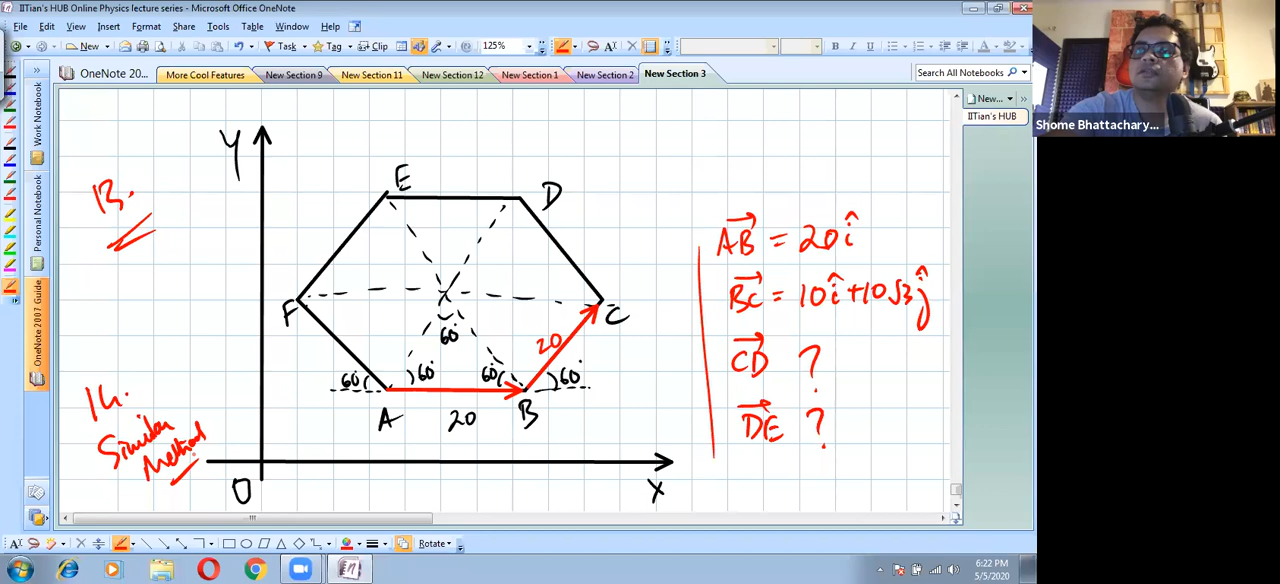 IITian's HUB Online Physics lecture series - Microsoft Office OneNote
File Edit View Insert Format Share Tools Table Window Help
New Task Tag Clip 125%
OneNote 20... More Cool Features New Section 9 New Section 11 New Section 12 New Section 1 New Section 2 New Section 3 Search All Notebooks
New...
IITian's HUB
Work Notebook
Personal Notebook
OneNote 2007 Guide
Shome Bhattachary...
Y
13.
E
D
F
C
60°
60° 60° 60° 60°
20
A 20 B
O
X
14.
Similar
Method
AB = 20î
BC = 10î + 10√3ĵ
CD ?
DE ?
Rotate
6:22 PM
5/5/2020